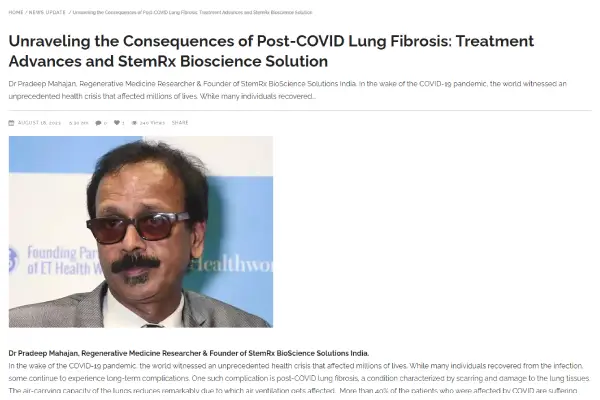 HOME / NEWS UPDATE / Unraveling the Consequences of Post-COVID Lung Fibrosis: Treatment Advances and StemRx Bioscience Solution
Unraveling the Consequences of Post-COVID Lung Fibrosis: Treatment
Advances and StemRx Bioscience Solution
Dr Pradeep Mahajan, Regenerative Medicine Researcher & Founder of StemRx BioScience Solutions India. In the wake of the COVID-19 pandemic, the world witnessed an
unprecedented health crisis that affected millions of lives. While many individuals recovered...
AUGUST 18, 2023
Views SHARE
Founding Par
of ET Health W
Healthwor
Dr Pradeep Mahajan, Regenerative Medicine Researcher & Founder of StemRx BioScience Solutions India.
In the wake of the COVID-19 pandemic, the world witnessed an unprecedented health crisis that affected millions of lives. While many individuals recovered from the infection,
some continue to experience long-term complications. One such complication is post-COVID lung fibrosis, a condition characterized by scarring and damage to the lung tissues.
The air-carrying capacity of the lungs reduces remarkably due to which air ventilation gets affected. More than 40% of the patients who were affected by COVID are suffering